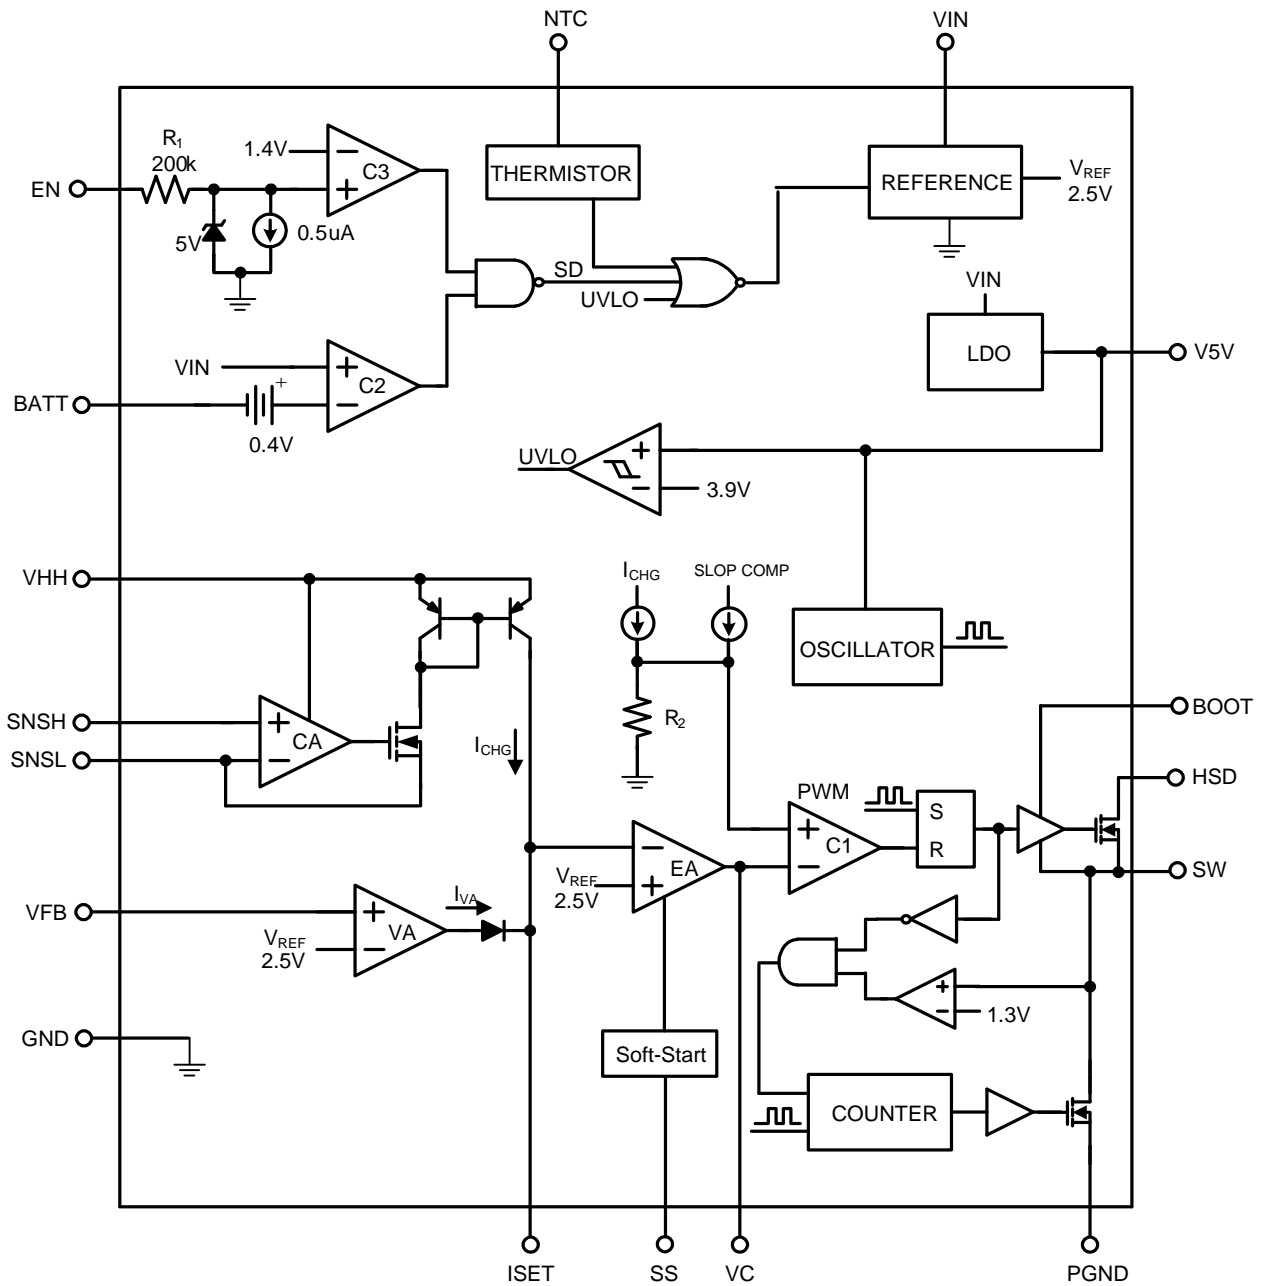 NTC
VIN
R1
200k
1.4V
−
C3
+
EN
5V
0.5uA
THERMISTOR
REFERENCE
VREF
2.5V
SD
UVLO
VIN
LDO
V5V
VIN
+
C2
−
BATT
+
0.4V
UVLO
+
−
3.9V
VHH
ICHG
SLOP COMP
OSCILLATOR
SNSH
+
CA
SNSL
−
ICHG
R2
BOOT
HSD
PWM
+
C1
−
S
R
SW
−
EA
VREF
2.5V
+
VFB
+
VA
IVA
VREF
2.5V
−
+
−
1.3V
GND
Soft-Start
COUNTER
ISET
SS
VC
PGND